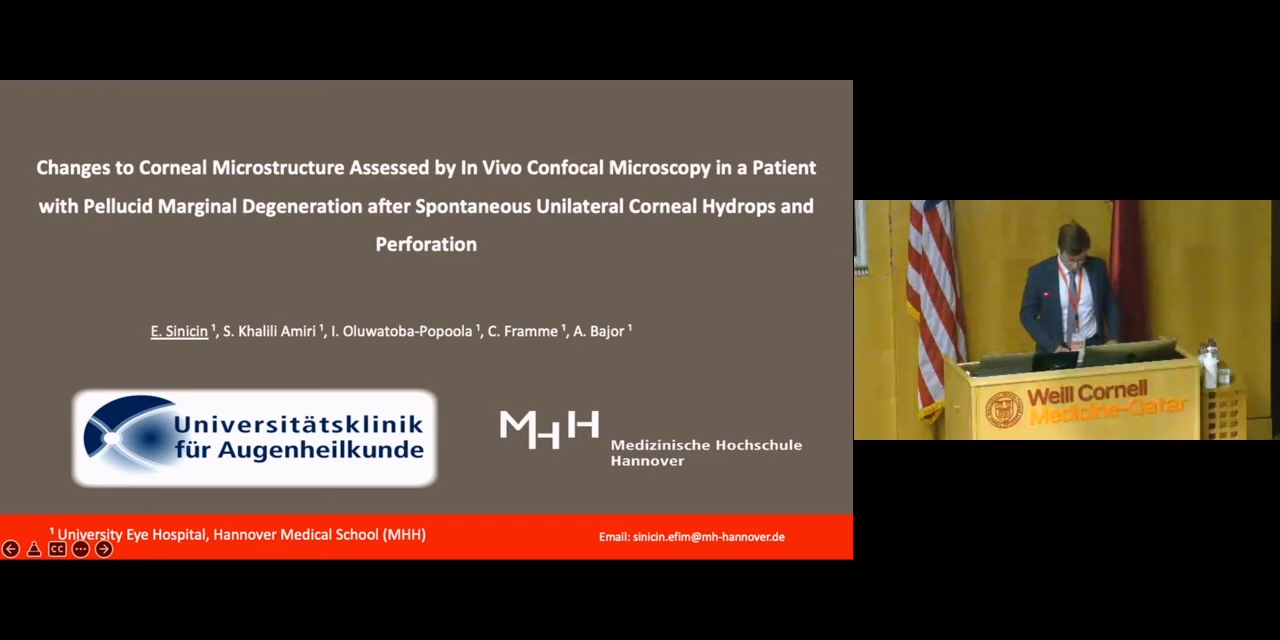 Changes to Corneal Microstructure Assessed by In Vivo Confocal Microscopy in a Patient
with Pellucid Marginal Degeneration after Spontaneous Unilateral Corneal Hydrops and
Perforation
E. Sinicin ¹, S. Khalili Amiri ¹, I. Oluwatoba-Popoola ¹, C. Framme ¹, A. Bajor ¹
Universitätsklinik
für Augenheilkunde
MHH
Medizinische Hochschule
Hannover
¹ University Eye Hospital, Hannover Medical School (MHH)
Email: sinicin.efim@mh-hannover.de
CC
Weill Cornell
Medicine-Qatar